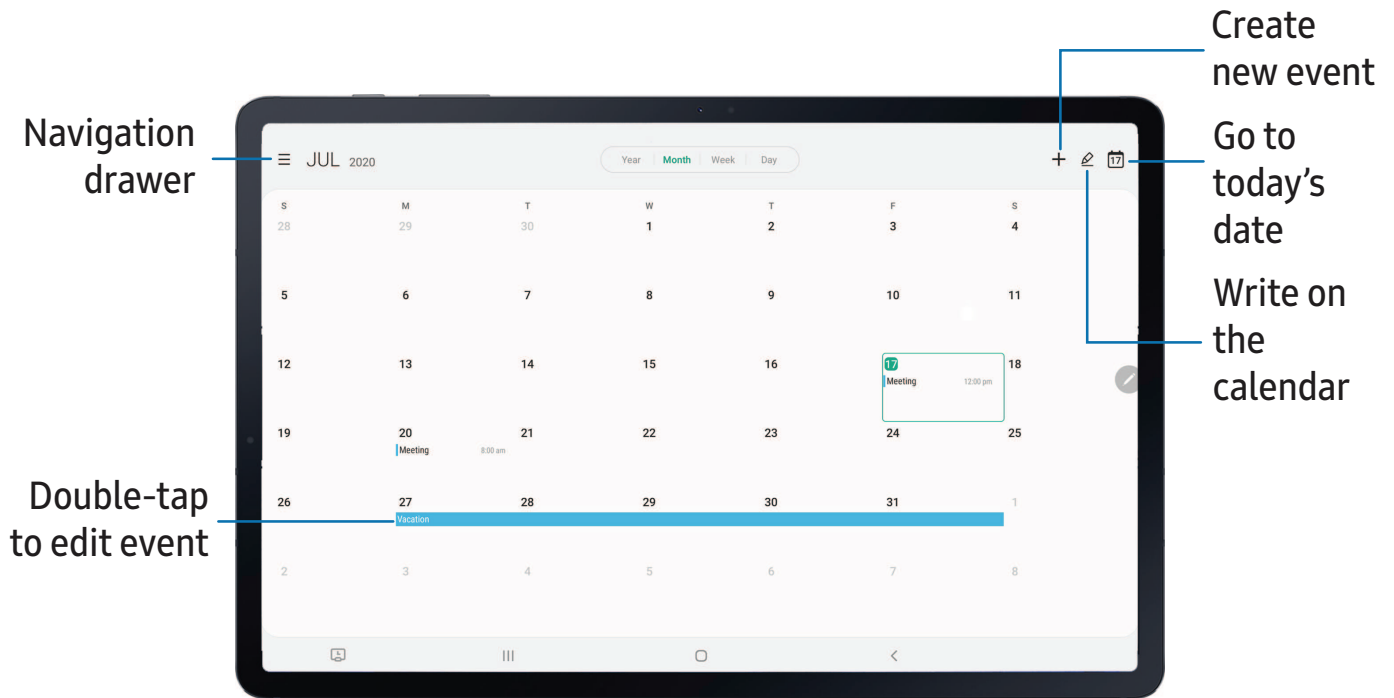 Create
new event
Go to
today's
date
Write on
the
calendar
Navigation
drawer
Double-tap
to edit event
JUL 2020
Year Month Week Day
17
S M T W T F S
28 29 30 1 2 3 4
5 6 7 8 9 10 11
12 13 14 15 16 17 18
Meeting 12:00 pm
19 20 21 22 23 24 25
Meeting 8:00 am
26 27 28 29 30 31 1
Vacation
2 3 4 5 6 7 8